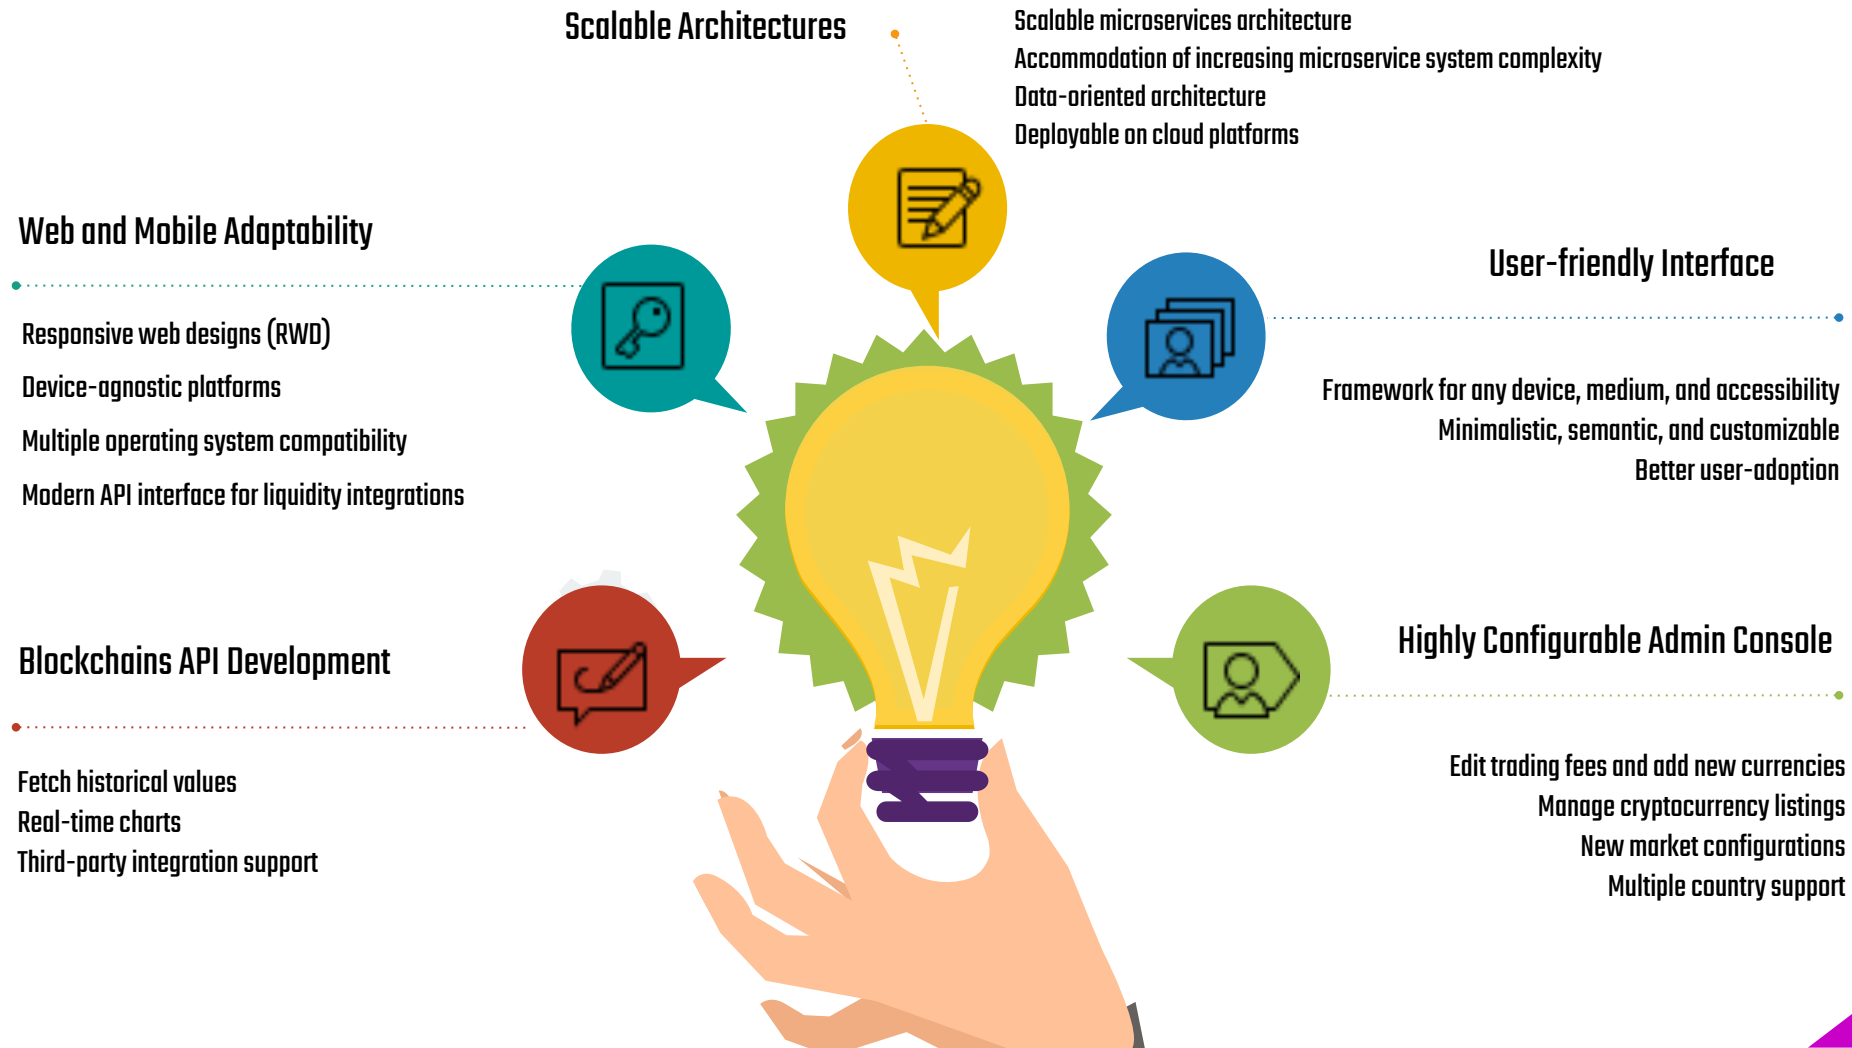 Scalable Architectures
Scalable microservices architecture
Accommodation of increasing microservice system complexity
Data-oriented architecture
Deployable on cloud platforms
Web and Mobile Adaptability
Responsive web designs (RWD)
Device-agnostic platforms
Multiple operating system compatibility
Modern API interface for liquidity integrations
User-friendly Interface
Framework for any device, medium, and accessibility
Minimalistic, semantic, and customizable
Better user-adoption
Blockchains API Development
Fetch historical values
Real-time charts
Third-party integration support
Highly Configurable Admin Console
Edit trading fees and add new currencies
Manage cryptocurrency listings
New market configurations
Multiple country support